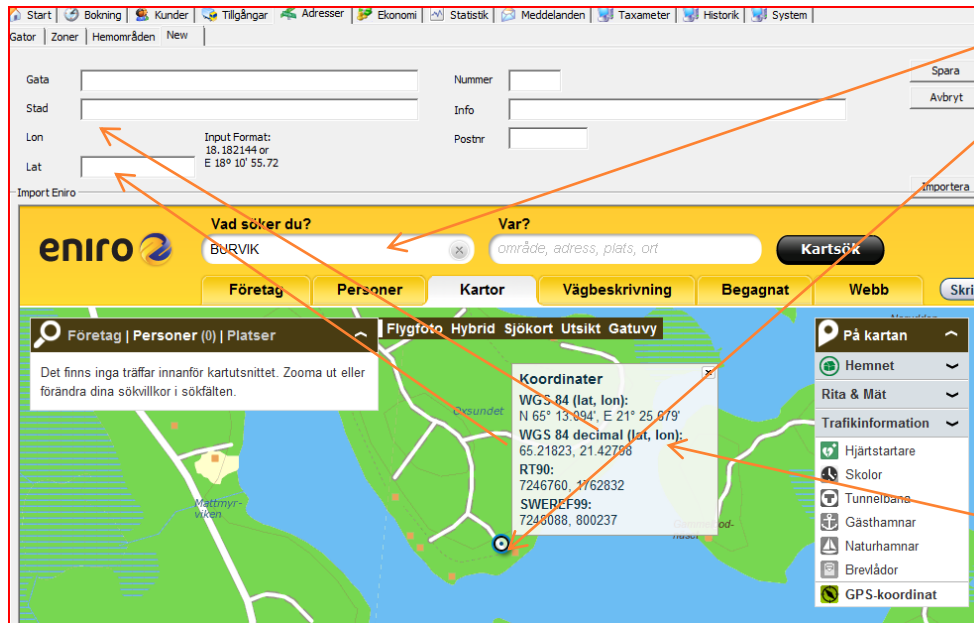 Start | Bokning | Kunder | Tillgångar | Adresser | Ekonomi | Statistik | Meddelanden | Taxameter | Historik | System
Gator | Zoner | Hemområden | New
Gata
Nummer
Spara
Stad
Info
Avbryt
Lon
Input Format:
18.182144 or
E 18º 10' 55.72
Postnr
Lat
Import Eniro
Importera
Vad söker du?
Var?
eniro
BURVIK
område, adress, plats, ort
Kartsök
Företag
Personer
Kartor
Vägbeskrivning
Begagnat
Webb
Företag | Personer (0) | Platser
Flygfoto Hybrid Sjökort Utsikt Gatuvy
På kartan
Det finns inga träffar innanför kartutsnittet. Zooma ut eller
förändra dina sökvillkor i sökfälten.
Hemnet
Rita & Mät
Trafikinformation
Hjärtstartare
Skolor
Tunnelbana
Gästhamnar
Naturhamnar
Brevlådor
GPS-koordinat
Koordinater
WGS 84 (lat, lon):
N 65° 13.094', E 21° 25.679'
WGS 84 decimal (lat, lon):
65.21823, 21.42798
RT90:
7246760, 1762832
SWEREF99:
7248088, 800237
Oxsundet
Mattmyr-
viken